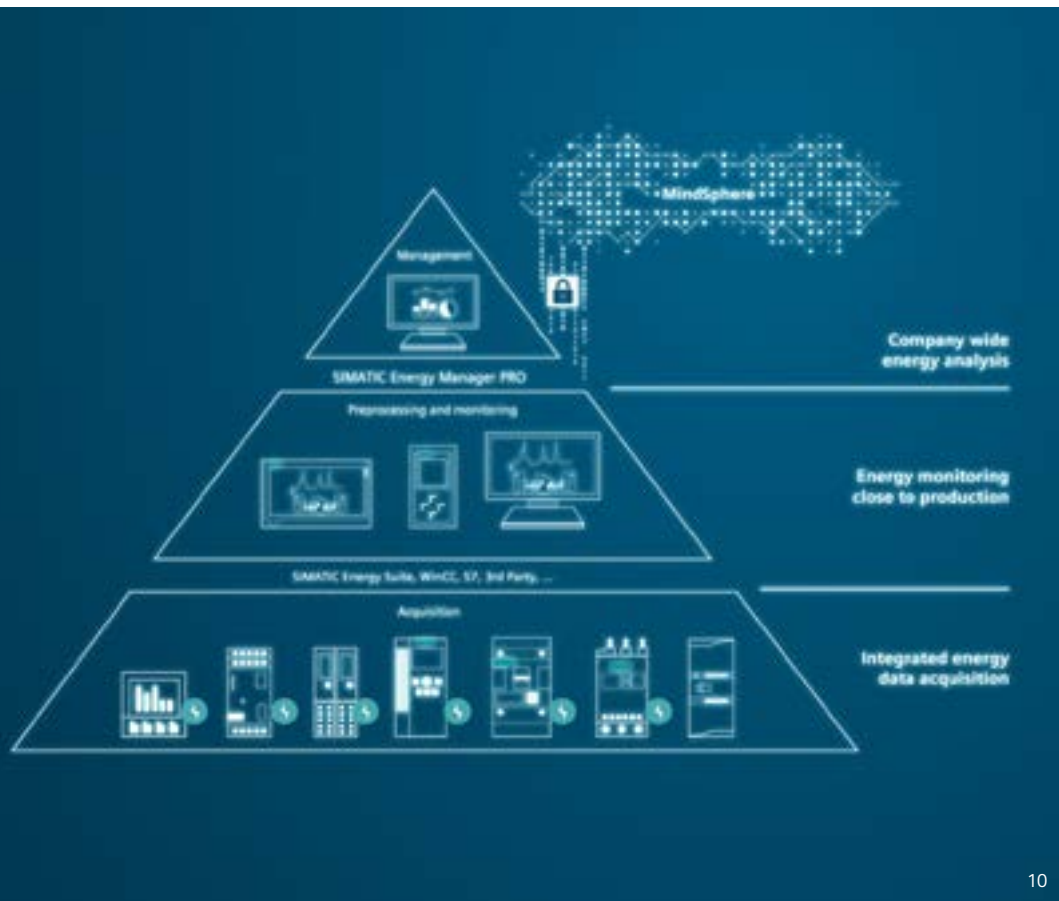 MindSphere
Management
Company wide
energy analysis
SIMATIC Energy Manager PRO
Preprocessing and monitoring
Energy monitoring
close to production
SIMATIC Energy Suite, WinCC, S7, 3rd Party, ...
Acquisition
Integrated energy
data acquisition
10